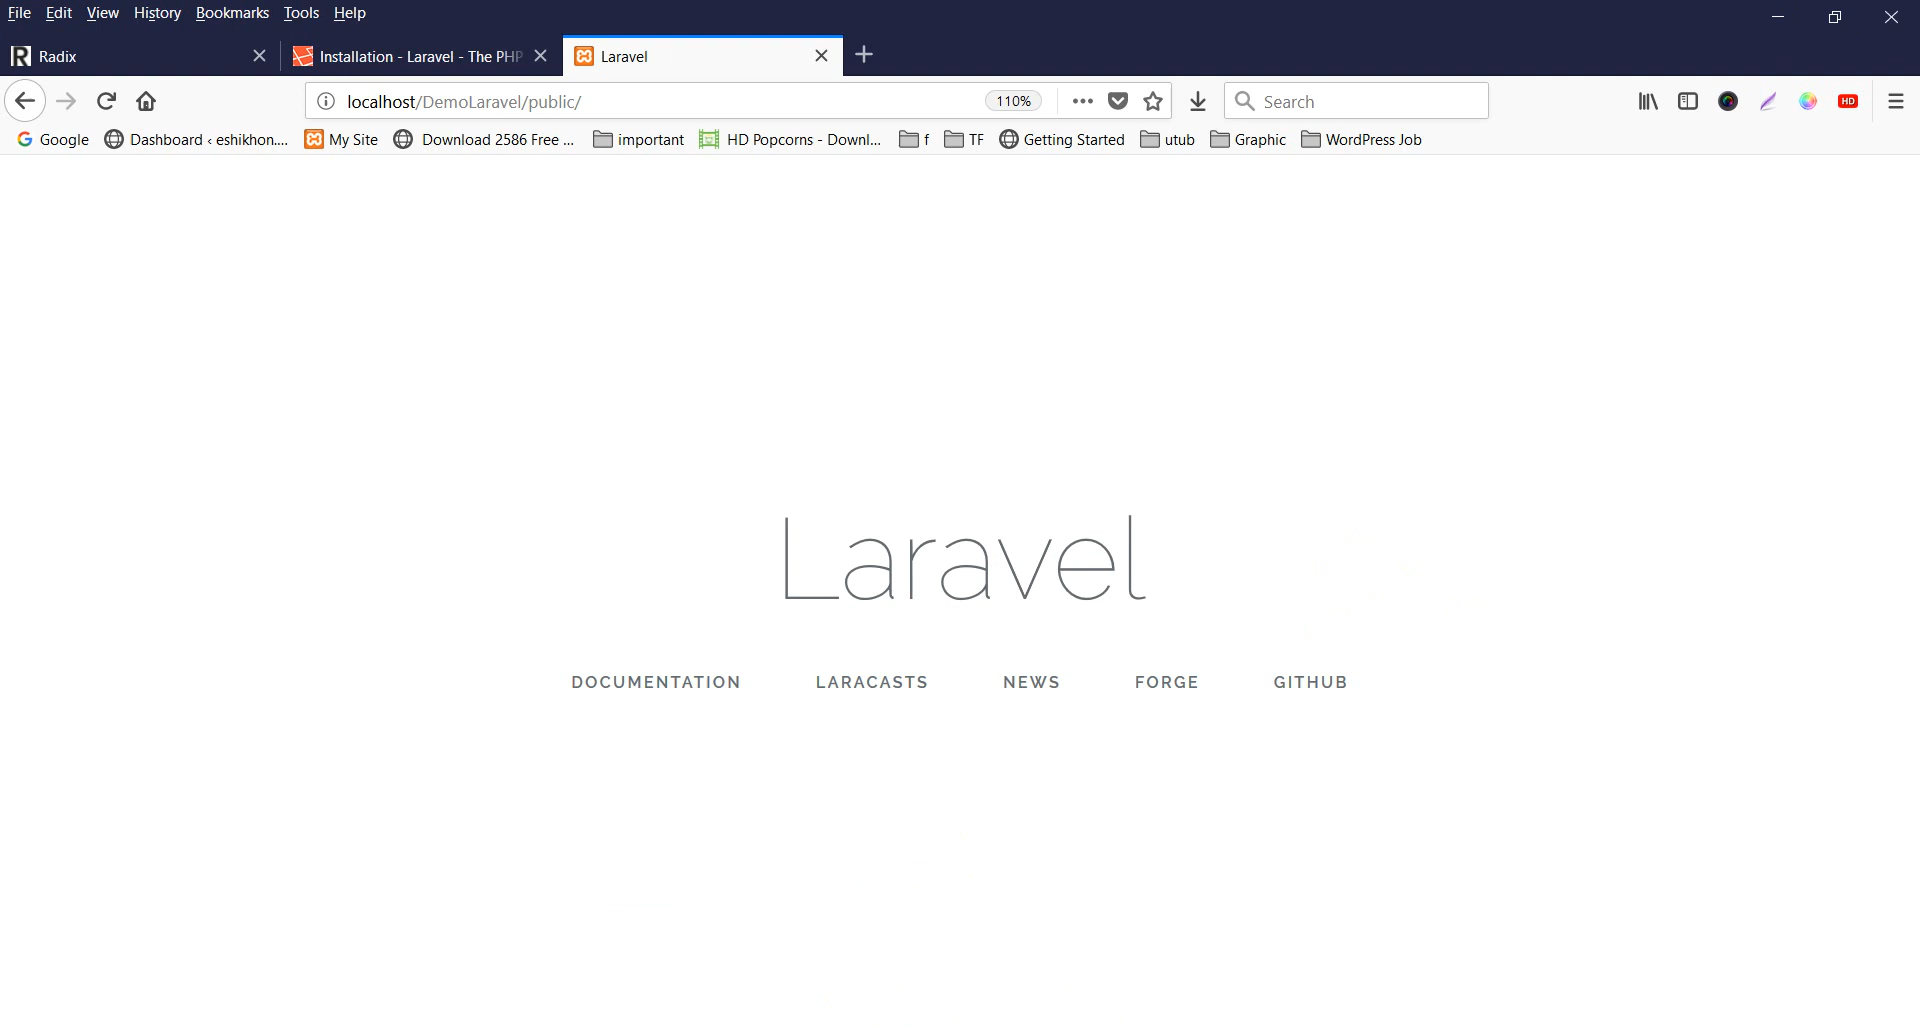 File Edit View History Bookmarks Tools Help
Radix Installation - Laravel - The PHP Laravel
localhost/DemoLaravel/public/ 110% Search HD
Google Dashboard ‹ eshikhon.... My Site Download 2586 Free ... important HD Popcorns - Downl... f TF Getting Started utub Graphic WordPress Job
Laravel
DOCUMENTATION LARACASTS NEWS FORGE GITHUB